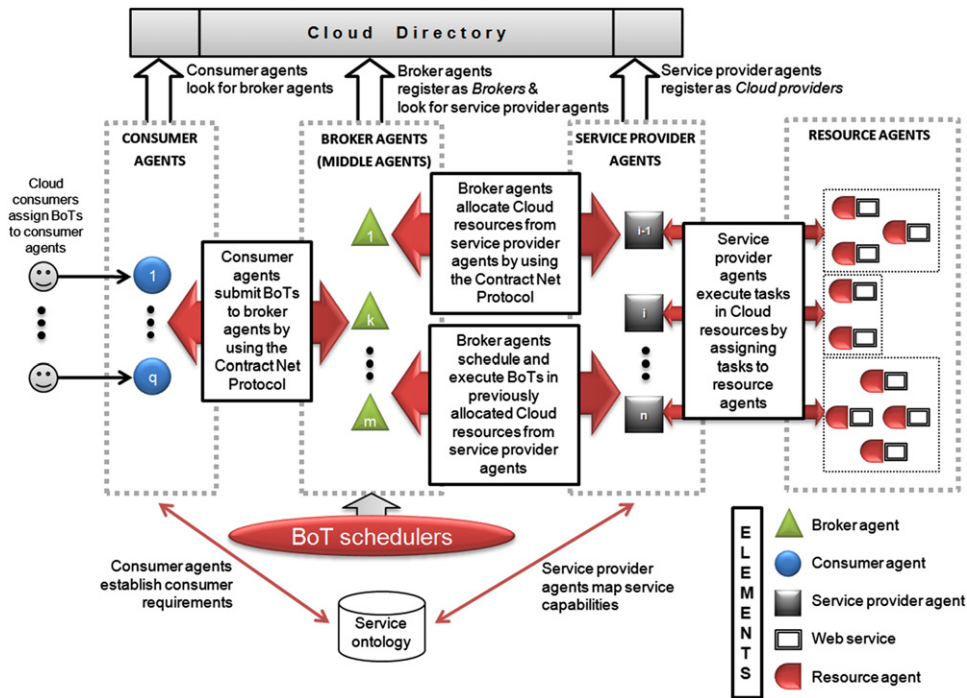 Cloud Directory
Consumer agents
look for broker agents
Broker agents
register as Brokers &
look for service provider agents
Service provider agents
register as Cloud providers
CONSUMER
AGENTS
BROKER AGENTS
(MIDDLE AGENTS)
SERVICE PROVIDER
AGENTS
RESOURCE AGENTS
Cloud
consumers
assign BoTs
to consumer
agents
1
q
Consumer
agents
submit BoTs
to broker
agents by
using the
Contract Net
Protocol
1
k
m
Broker agents
allocate Cloud
resources from
service provider
agents by using
the Contract Net
Protocol
Broker agents
schedule and
execute BoTs in
previously
allocated Cloud
resources from
service provider
agents
i-1
i
n
Service
provider
agents
execute tasks
in Cloud
resources by
assigning
tasks to
resource
agents
BoT schedulers
Consumer agents
establish consumer
requirements
Service provider
agents map service
capabilities
Service
ontology
ELEMENTS
Broker agent
Consumer agent
Service provider agent
Web service
Resource agent